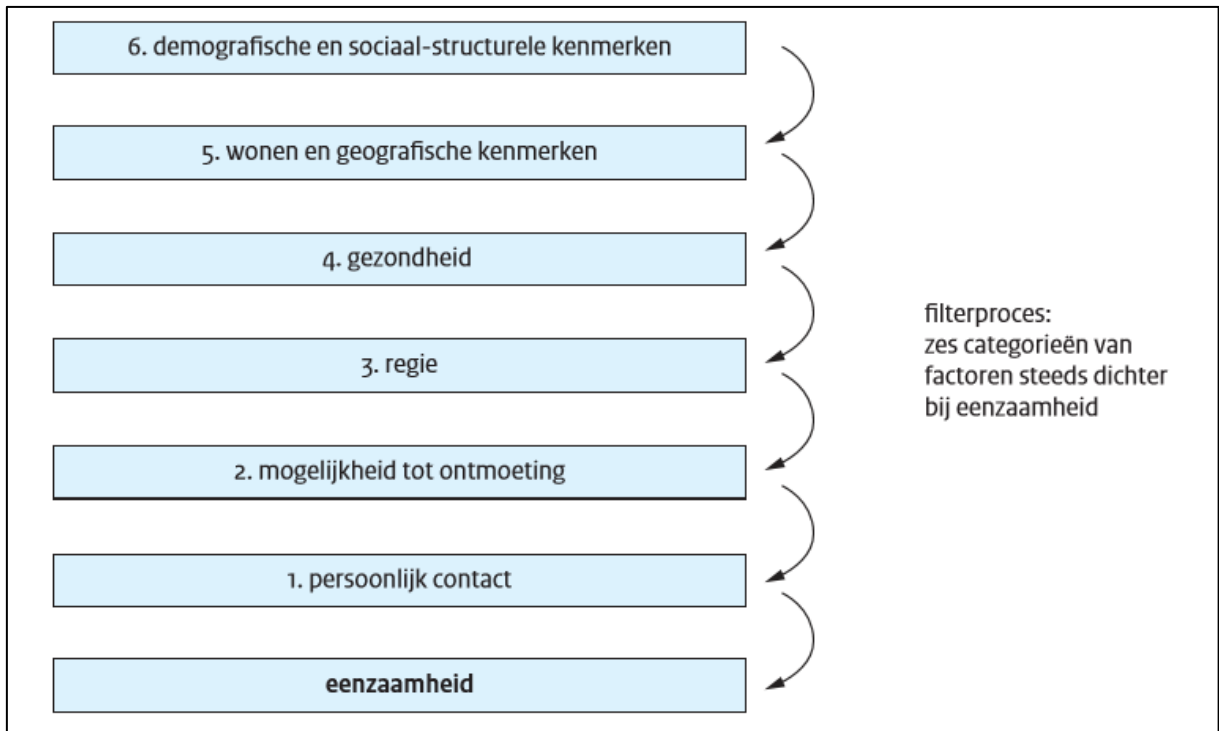 6. demografische en sociaal-structurele kenmerken
5. wonen en geografische kenmerken
4. gezondheid
3. regie
2. mogelijkheid tot ontmoeting
1. persoonlijk contact
eenzaamheid
filterproces:
zes categorieën van
factoren steeds dichter
bij eenzaamheid